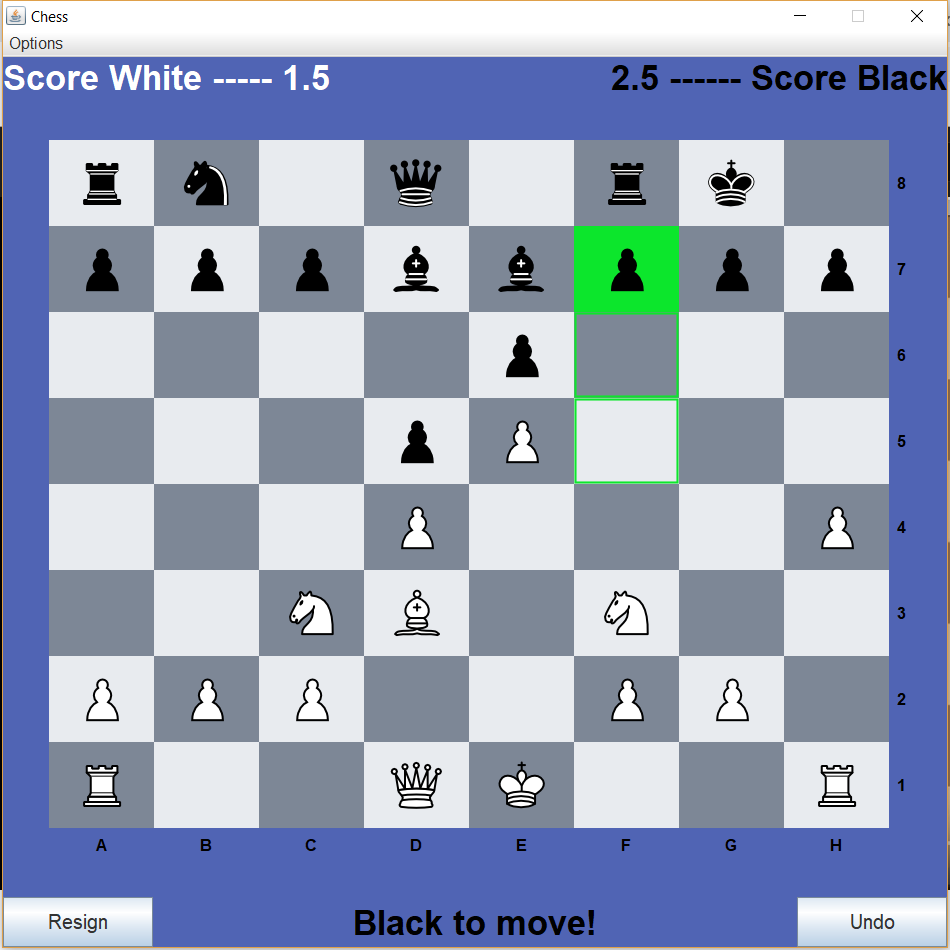 Chess
Options
Score White ----- 1.5
2.5 ------ Score Black
8
7
6
5
4
3
2
1
A B C D E F G H
Resign
Black to move!
Undo